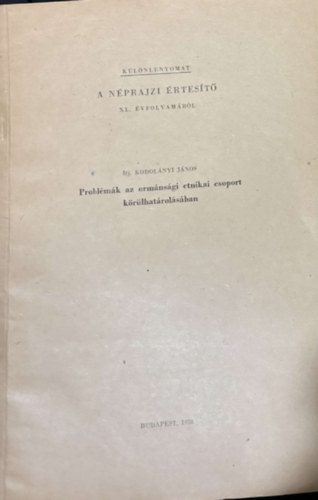 KÜLÖNLENYOMAT
A NÉPRAJZI ÉRTESÍTŐ
XL. ÉVFOLYAMÁBÓL
Ifj. KODOLÁNYI JÁNOS
Problémák az ormánsági etnikai csoport
körülhatárolásában
BUDAPEST, 1958